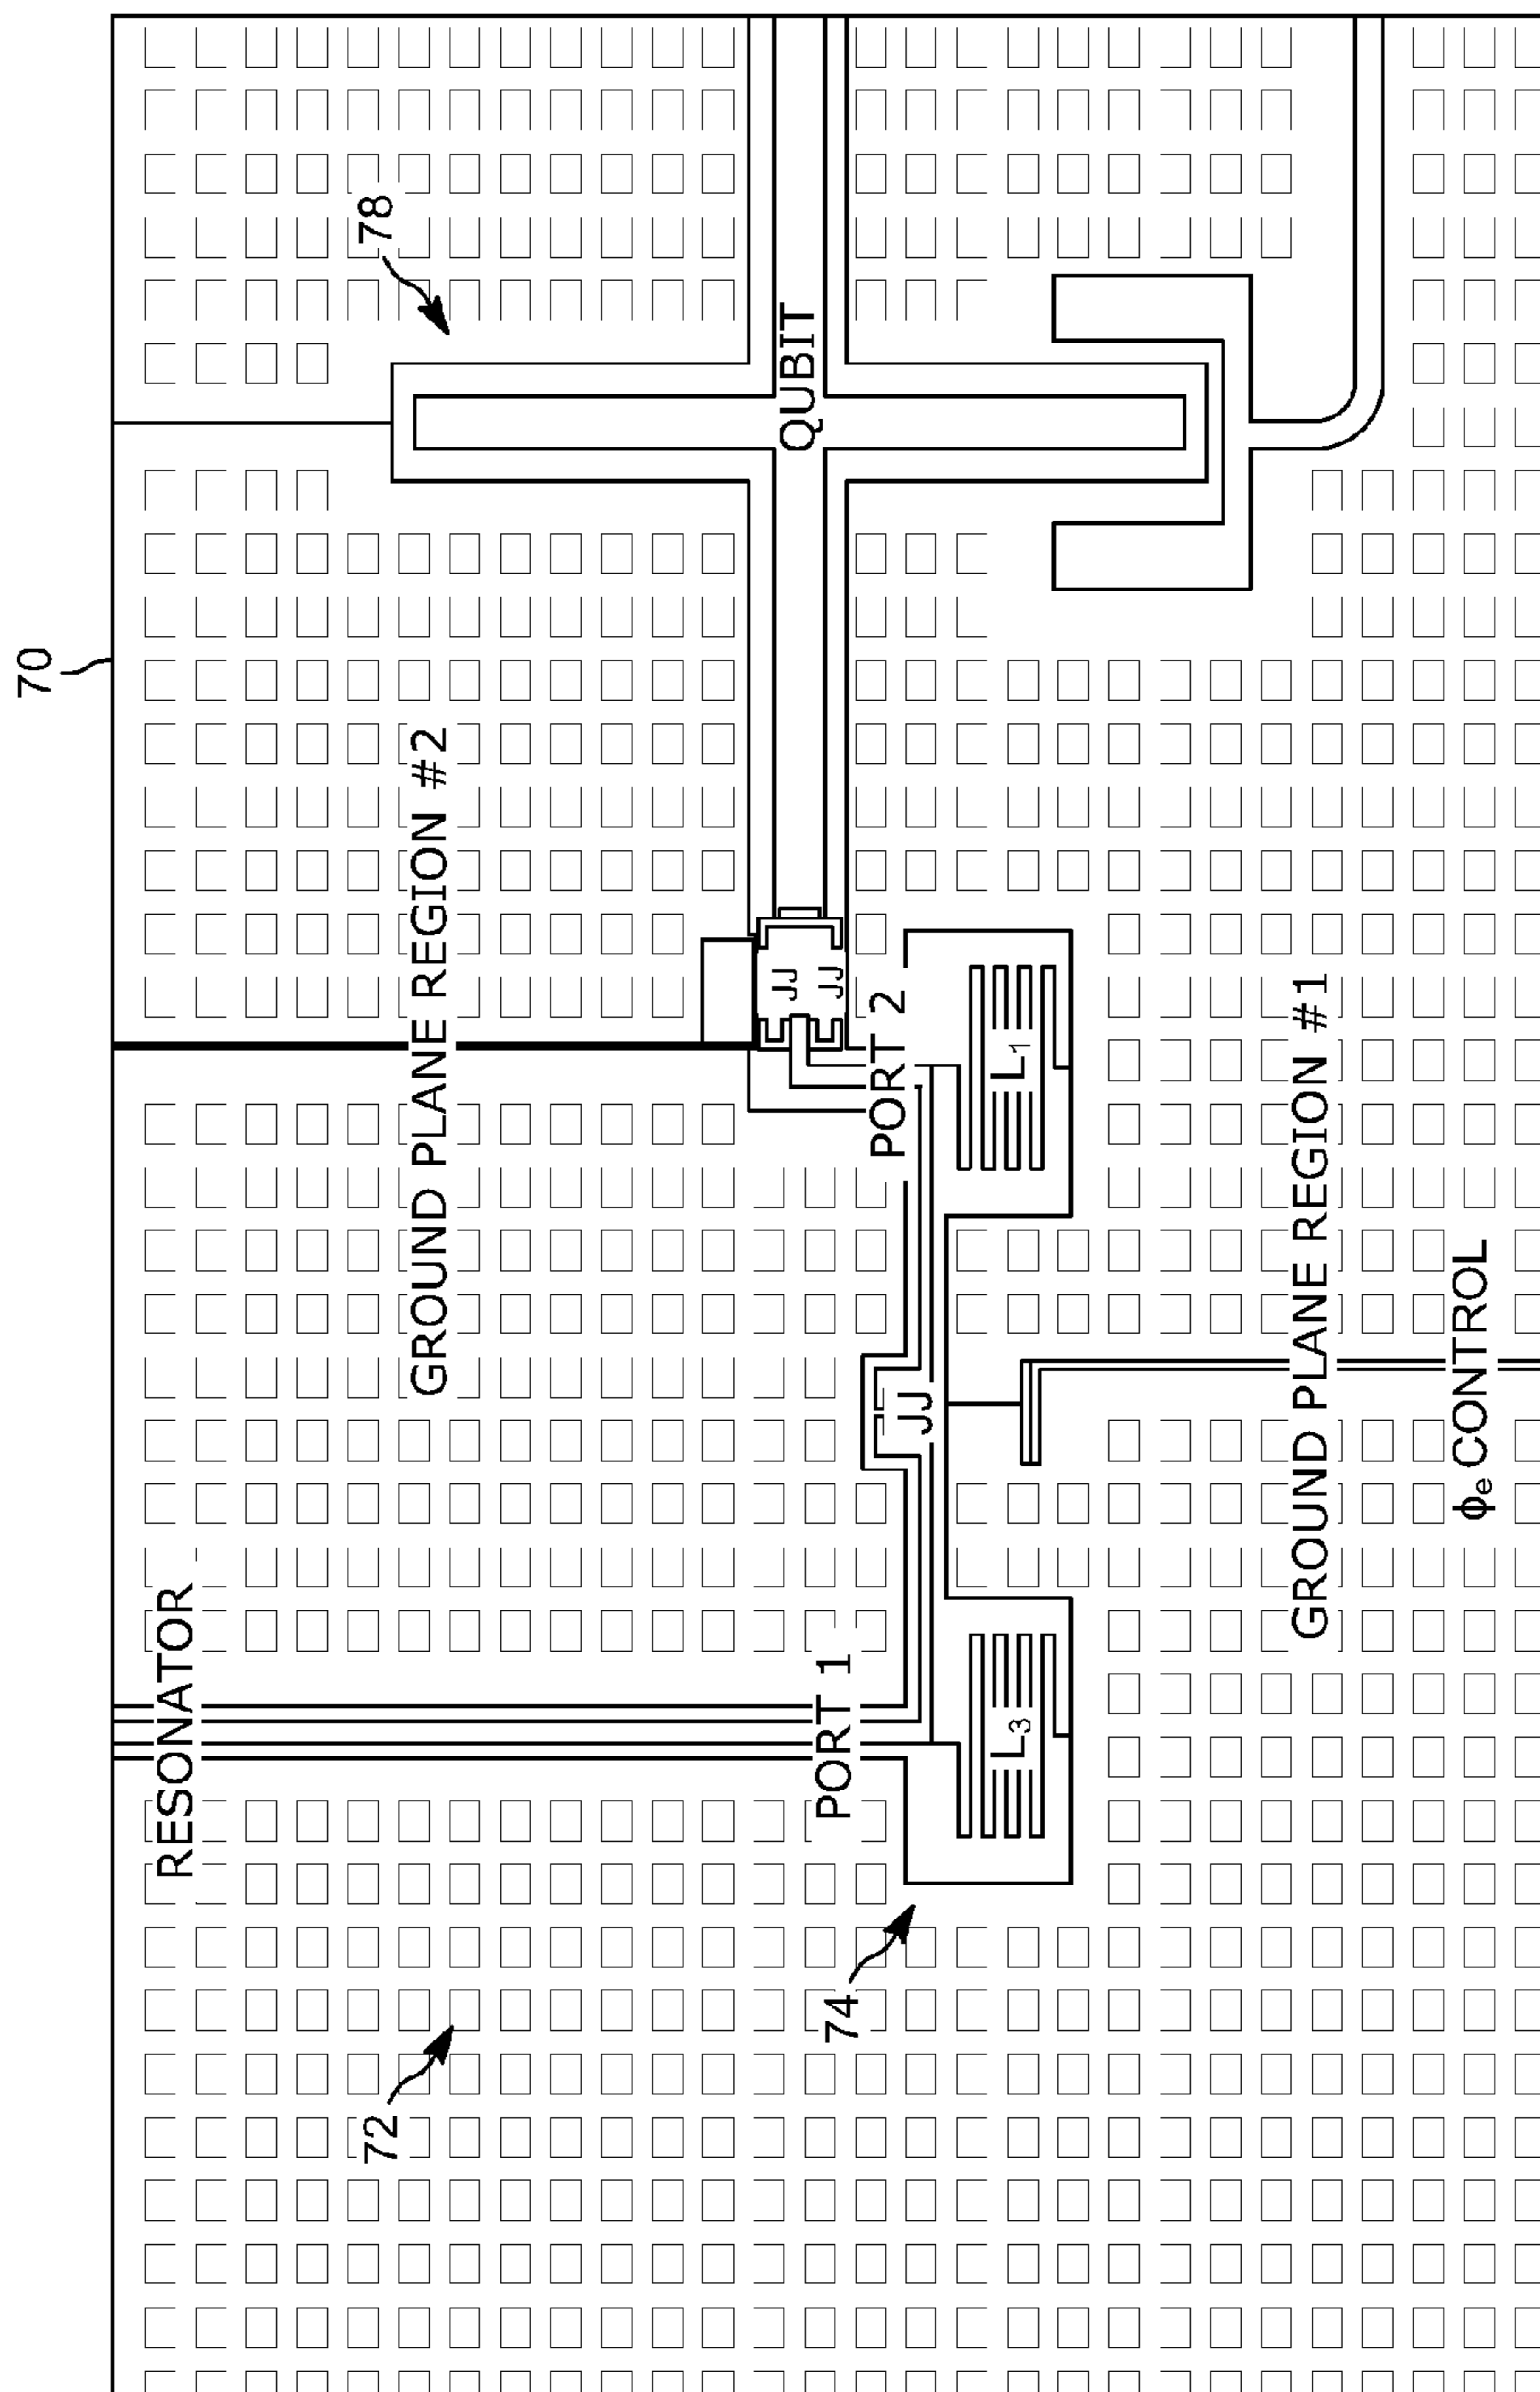 70
78
QUBIT
GROUND PLANE REGION #2
JJ
JJ
PORT 2
L1
RESONATOR
JJ
GROUND PLANE REGION #1
ϕe CONTROL
PORT 1
L3
72
74